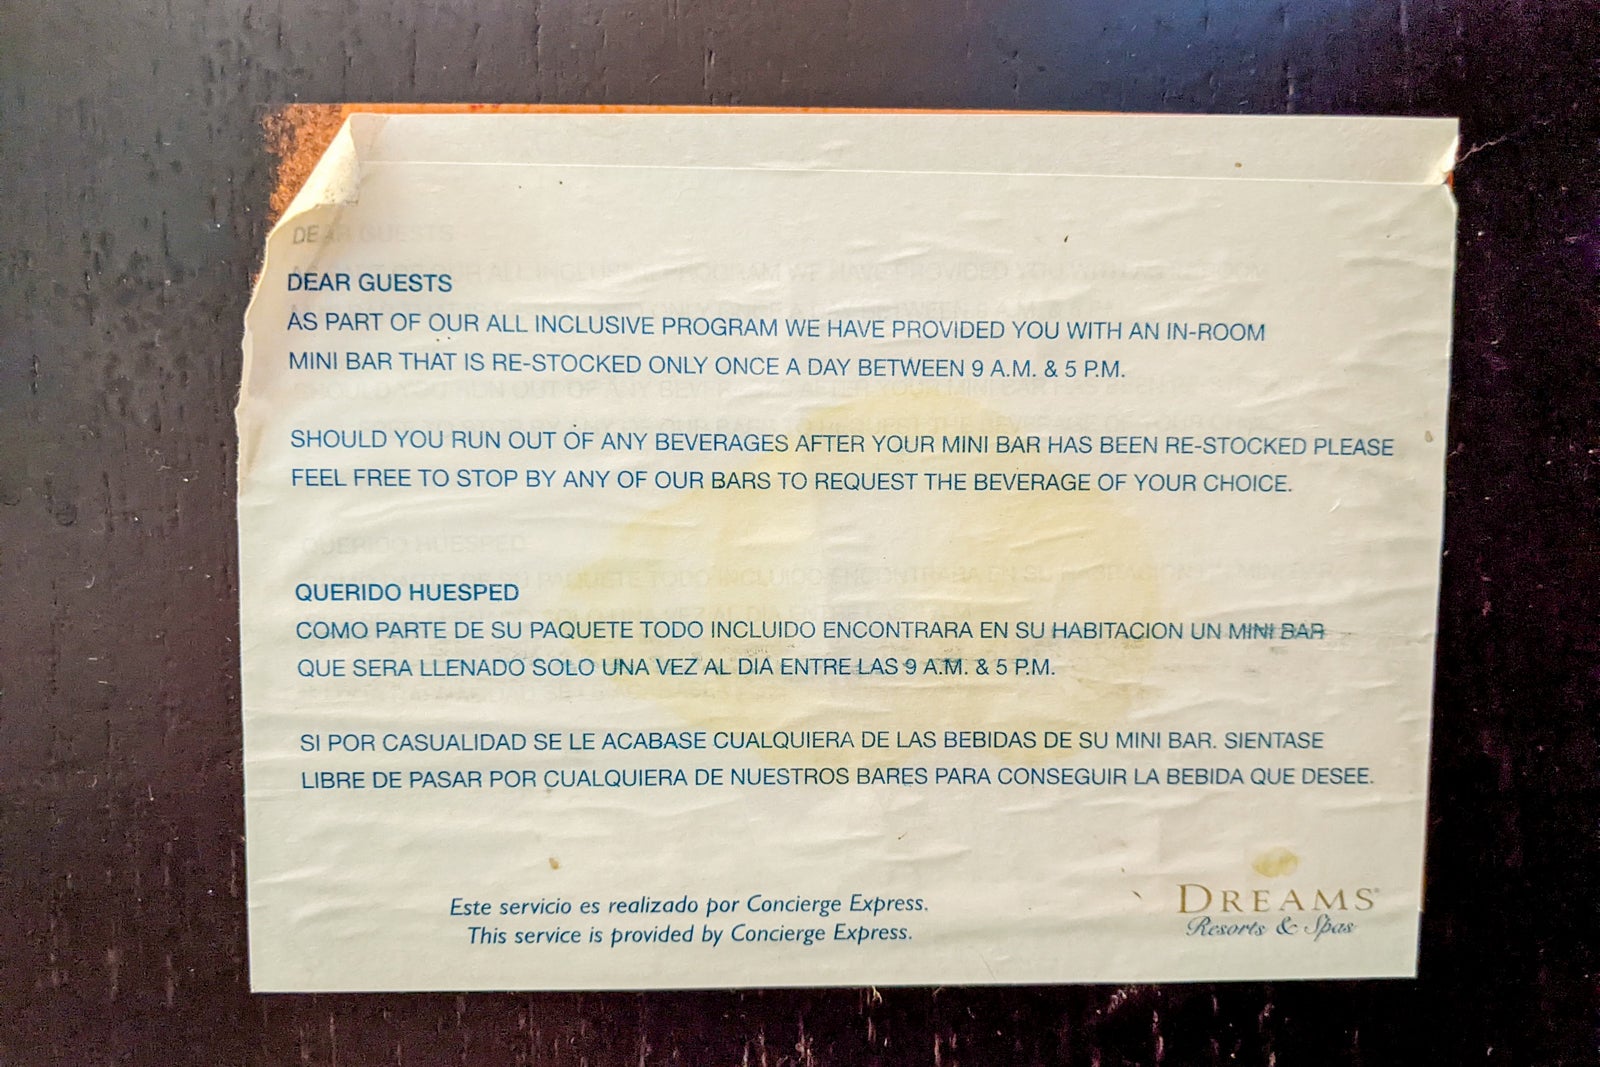 DEAR GUESTS
AS PART OF OUR ALL INCLUSIVE PROGRAM WE HAVE PROVIDED YOU WITH AN IN-ROOM
MINI BAR THAT IS RE-STOCKED ONLY ONCE A DAY BETWEEN 9 A.M. & 5 P.M.
SHOULD YOU RUN OUT OF ANY BEVERAGES AFTER YOUR MINI BAR HAS BEEN RE-STOCKED PLEASE
FEEL FREE TO STOP BY ANY OF OUR BARS TO REQUEST THE BEVERAGE OF YOUR CHOICE.
QUERIDO HUESPED
COMO PARTE DE SU PAQUETE TODO INCLUIDO ENCONTRARA EN SU HABITACION UN MINI BAR
QUE SERA LLENADO SOLO UNA VEZ AL DIA ENTRE LAS 9 A.M. & 5 P.M.
SI POR CASUALIDAD SE LE ACABASE CUALQUIERA DE LAS BEBIDAS DE SU MINI BAR. SIENTASE
LIBRE DE PASAR POR CUALQUIERA DE NUESTROS BARES PARA CONSEGUIR LA BEBIDA QUE DESEE.
Este servicio es realizado por Concierge Express.
This service is provided by Concierge Express.
DREAMS®
Resorts & Spas